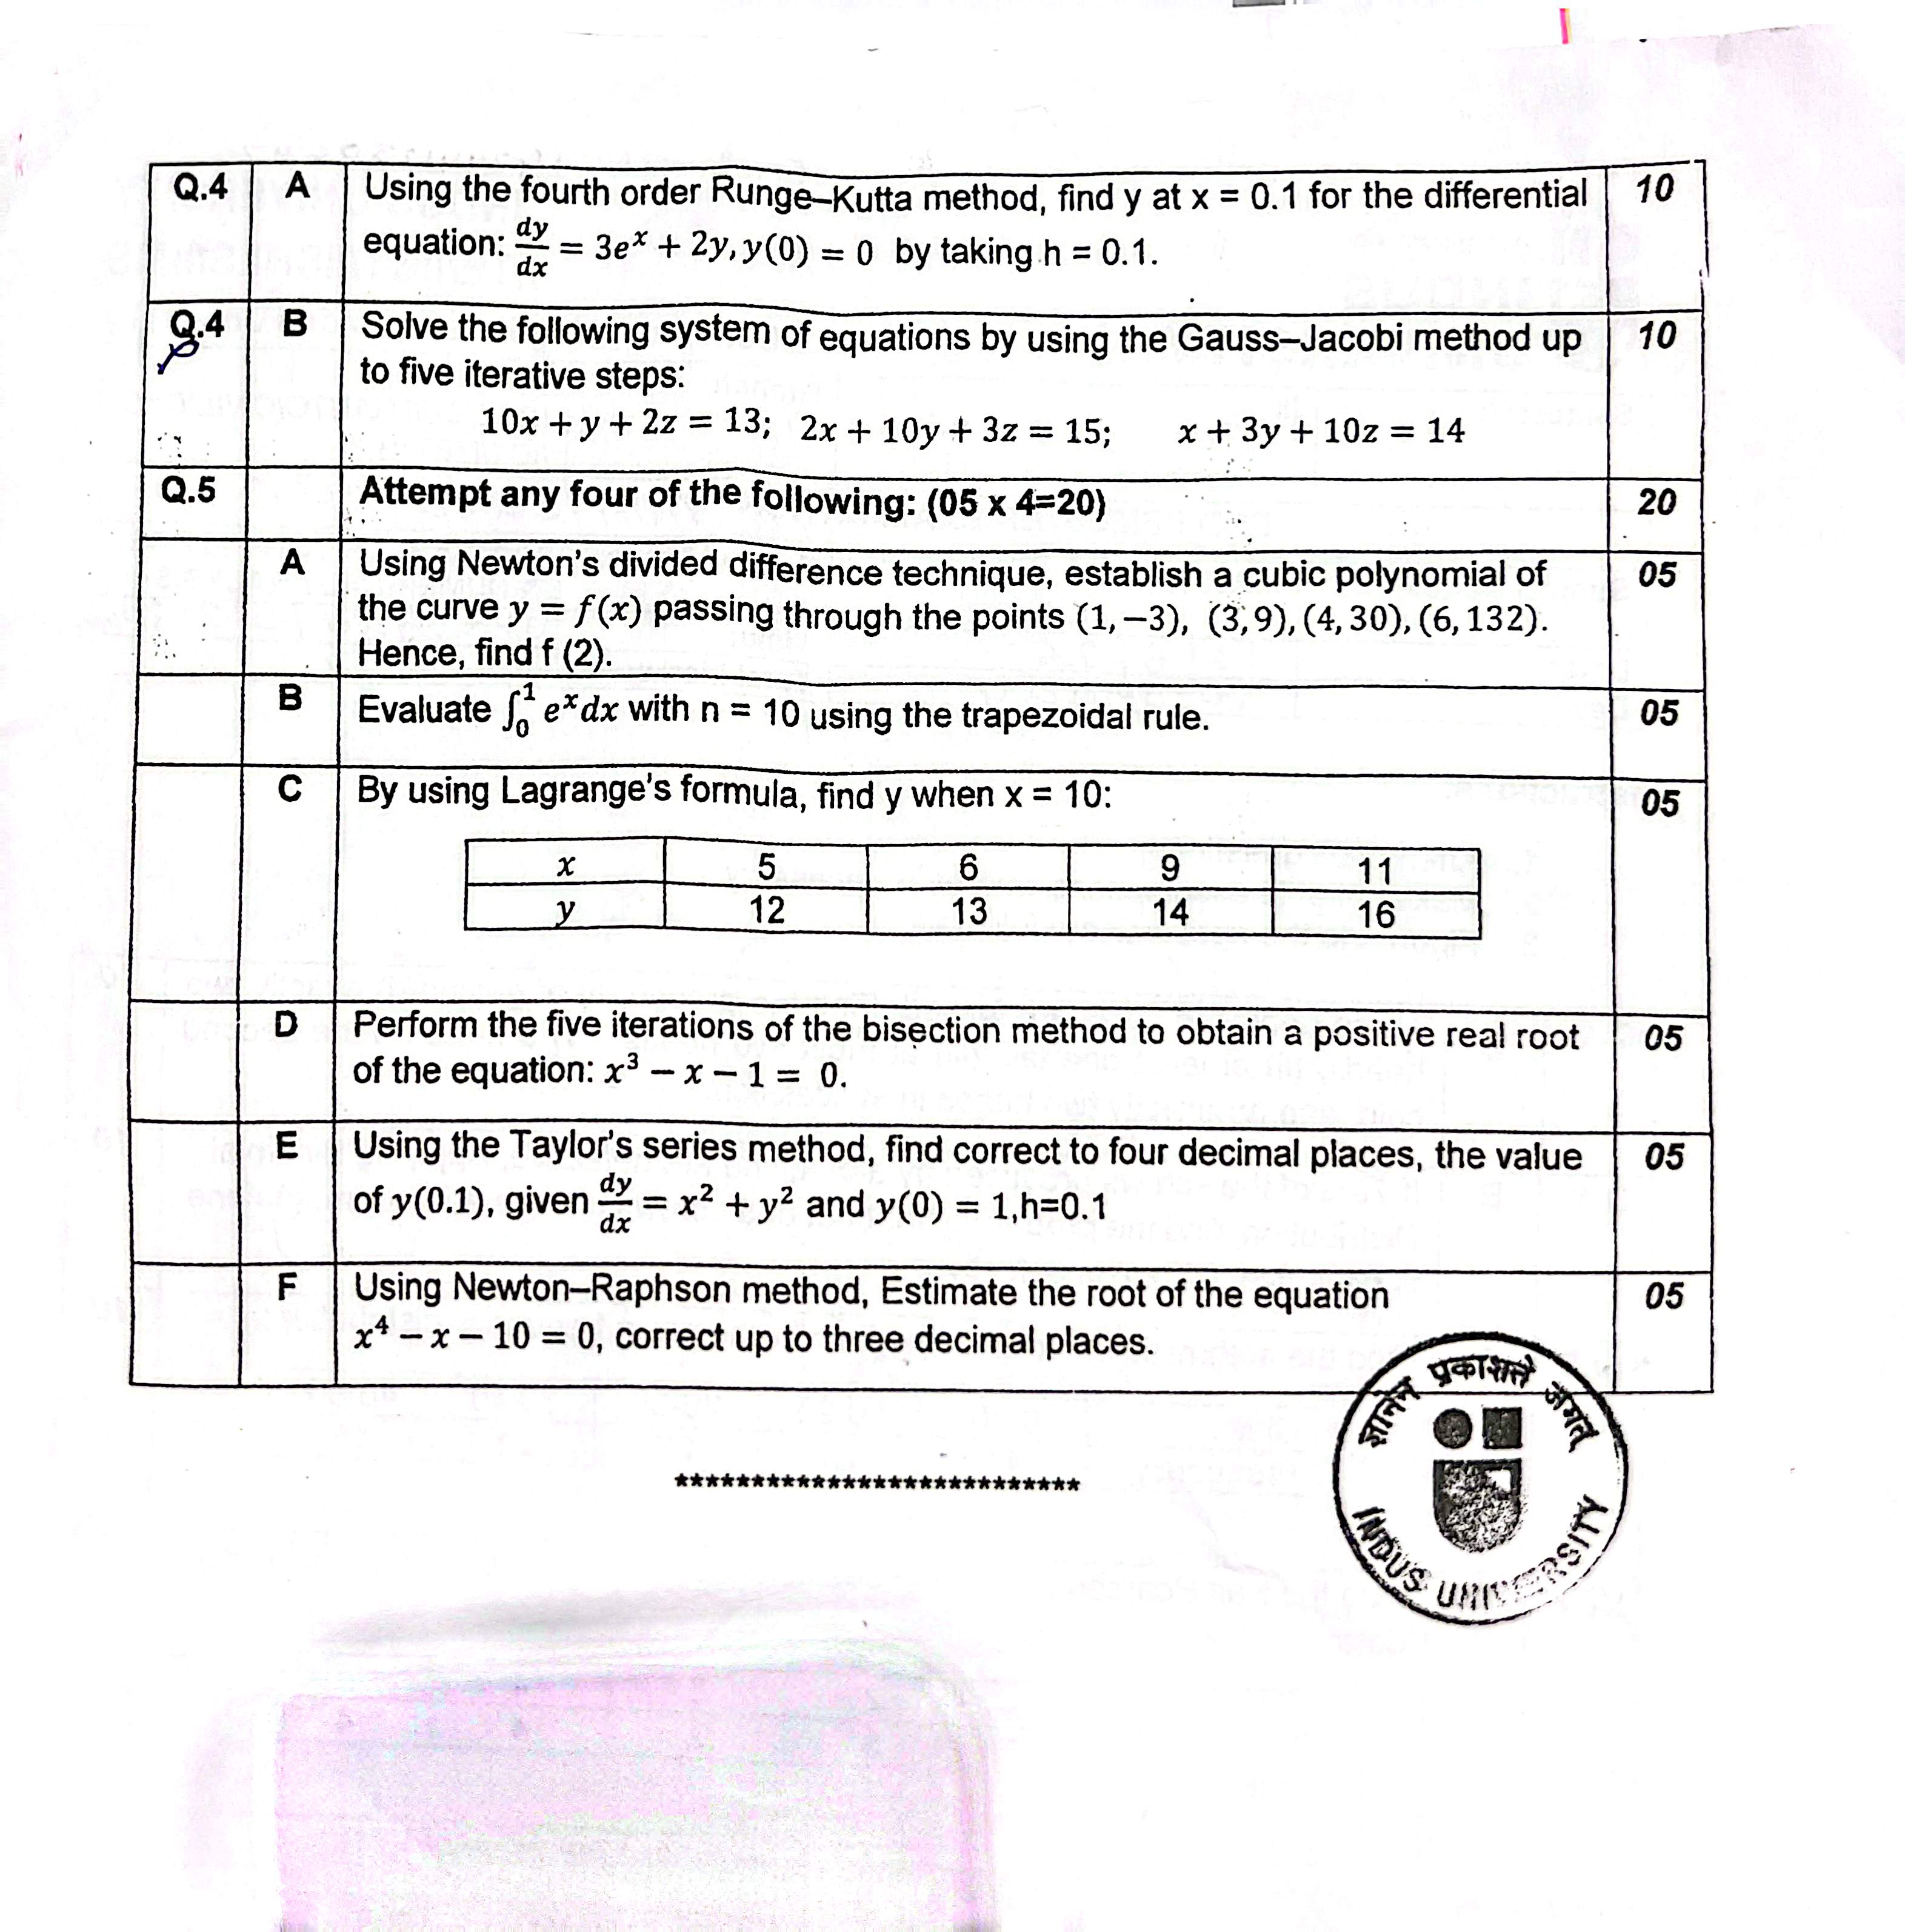 Q.4 A Using the fourth order Runge–Kutta method, find y at x = 0.1 for the differential 10
equation: dy/dx = 3eˣ + 2y, y(0) = 0 by taking h = 0.1.
Q.4 B Solve the following system of equations by using the Gauss–Jacobi method up 10
to five iterative steps:
10x + y + 2z = 13; 2x + 10y + 3z = 15; x + 3y + 10z = 14
Q.5 Attempt any four of the following: (05 x 4=20) 20
A Using Newton's divided difference technique, establish a cubic polynomial of 05
the curve y = f(x) passing through the points (1, −3), (3, 9), (4, 30), (6, 132).
Hence, find f (2).
B Evaluate ∫₀¹ eˣdx with n = 10 using the trapezoidal rule. 05
C By using Lagrange's formula, find y when x = 10: 05
x 5 6 9 11
y 12 13 14 16
D Perform the five iterations of the bisection method to obtain a positive real root 05
of the equation: x³ − x − 1 = 0.
E Using the Taylor's series method, find correct to four decimal places, the value 05
of y(0.1), given dy/dx = x² + y² and y(0) = 1,h=0.1
F Using Newton–Raphson method, Estimate the root of the equation 05
x⁴ − x − 10 = 0, correct up to three decimal places.
***************************
ज्ञानेन प्रकाशते जगत्
INDUS UNIVERSITY